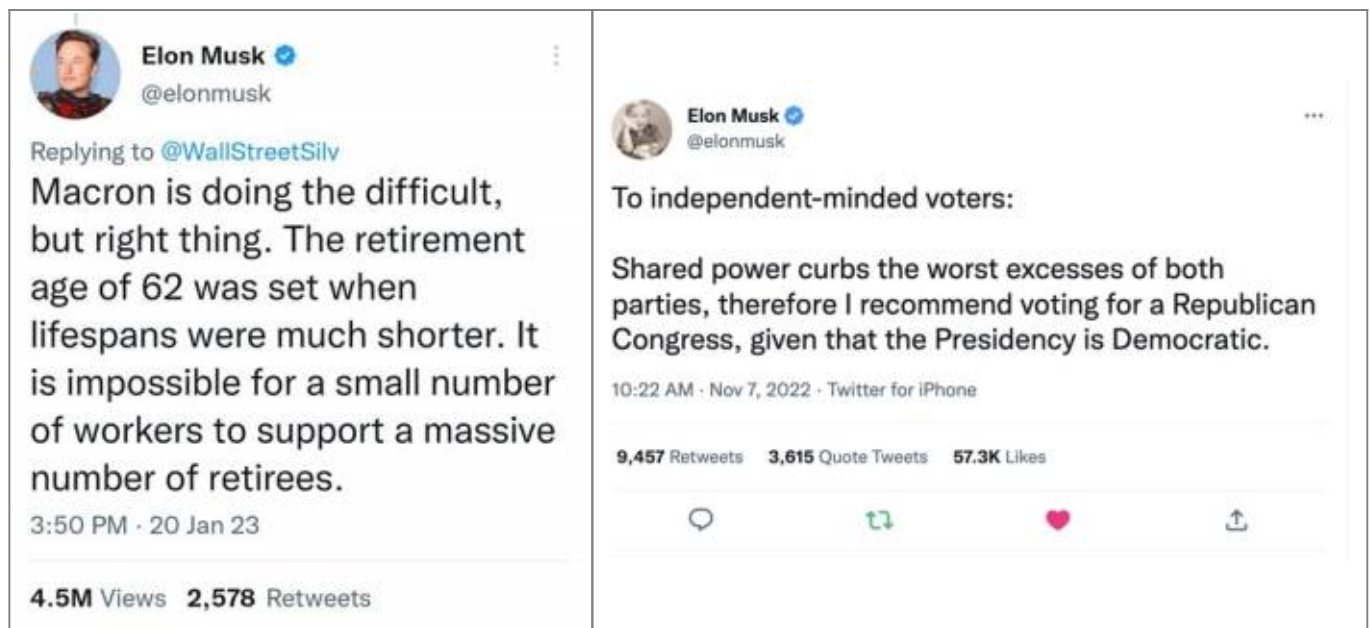 Elon Musk
@elonmusk
Replying to @WallStreetSilv
Macron is doing the difficult,
but right thing. The retirement
age of 62 was set when
lifespans were much shorter. It
is impossible for a small number
of workers to support a massive
number of retirees.
3:50 PM · 20 Jan 23
4.5M Views 2,578 Retweets
Elon Musk
@elonmusk
To independent-minded voters:
Shared power curbs the worst excesses of both
parties, therefore I recommend voting for a Republican
Congress, given that the Presidency is Democratic.
10:22 AM · Nov 7, 2022 · Twitter for iPhone
9,457 Retweets 3,615 Quote Tweets 57.3K Likes